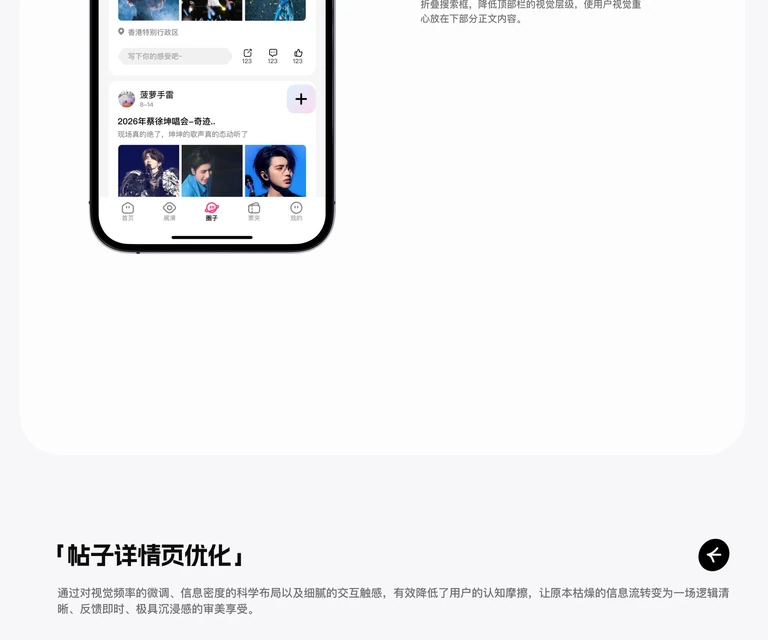 折叠搜索框，降低顶部栏的视觉层级，使用户视觉重
心放在下部分正文内容。
香港特别行政区
写下你的感受吧~
123
123
123
菠萝手雷
8-14
2026年蔡徐坤唱会-奇迹..
现场真的绝了，坤坤的歌声真的态动听了
首页
展演
圈子
票夹
我的
「帖子详情页优化」
通过对视觉频率的微调、信息密度的科学布局以及细腻的交互触感，有效降低了用户的认知摩擦，让原本枯燥的信息流转变为一场逻辑清
晰、反馈即时、极具沉浸感的审美享受。